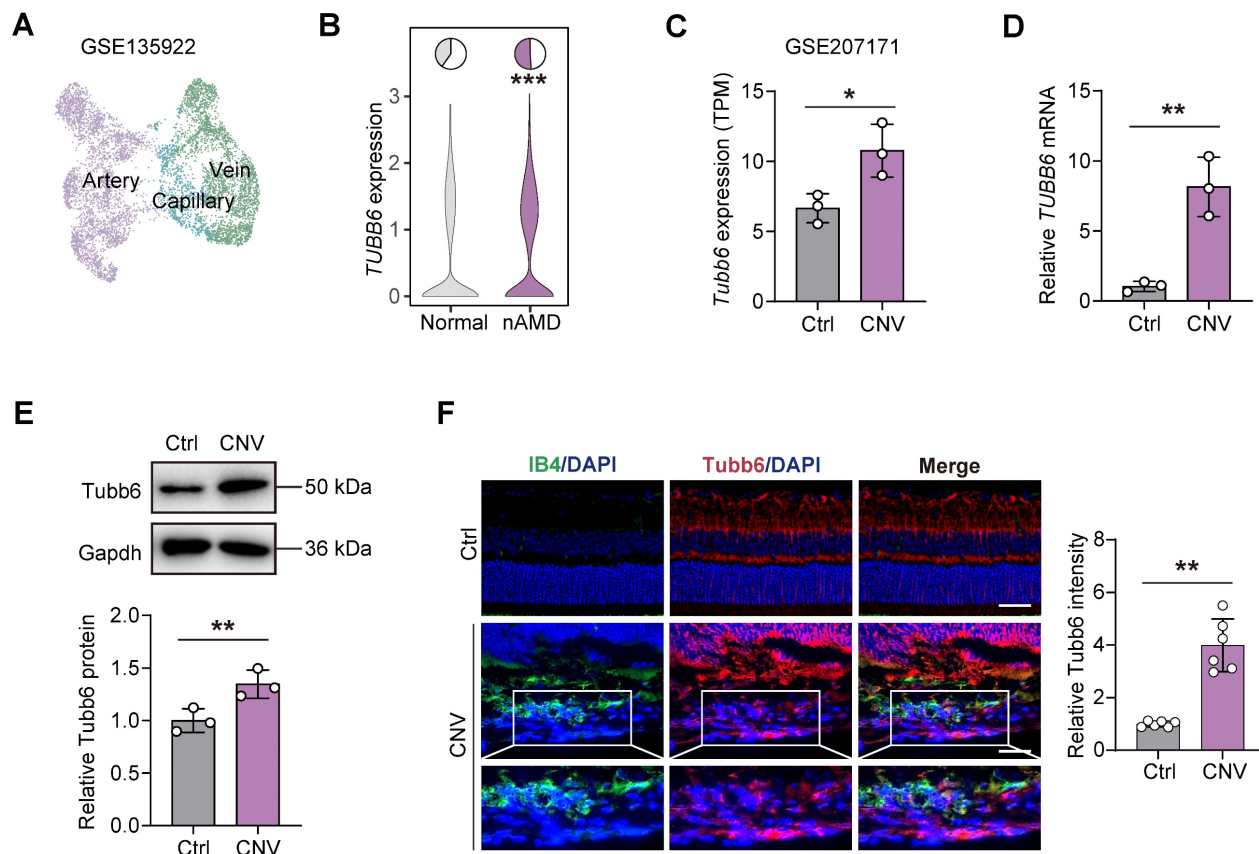 A
GSE135922
Artery
Vein
Capillary
B
***
TUBB6 expression
3
2
1
0
Normal nAMD
C
GSE207171
*
Tubb6 expression (TPM)
15
10
5
0
Ctrl CNV
D
**
Relative TUBB6 mRNA
15
10
5
0
Ctrl CNV
E
Ctrl CNV
Tubb6 50 kDa
Gapdh 36 kDa
**
Relative Tubb6 protein
2.0
1.5
1.0
0.5
0.0
Ctrl CNV
F
IB4/DAPI Tubb6/DAPI Merge
Ctrl
CNV
**
Relative Tubb6 intensity
8
6
4
2
0
Ctrl CNV